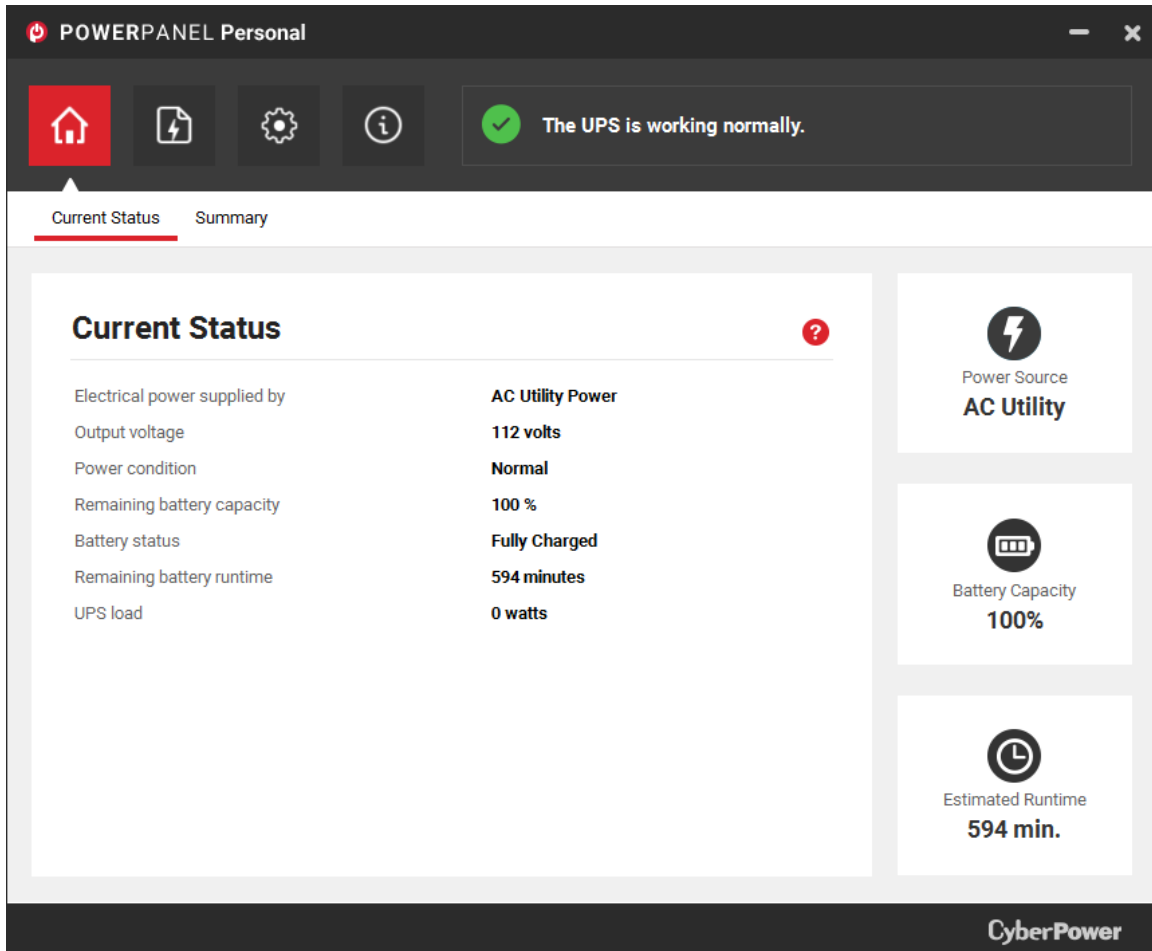 POWERPANEL Personal
The UPS is working normally.
Current Status Summary
Current Status ?
Electrical power supplied by AC Utility Power
Output voltage 112 volts
Power condition Normal
Remaining battery capacity 100 %
Battery status Fully Charged
Remaining battery runtime 594 minutes
UPS load 0 watts
Power Source
AC Utility
Battery Capacity
100%
Estimated Runtime
594 min.
CyberPower